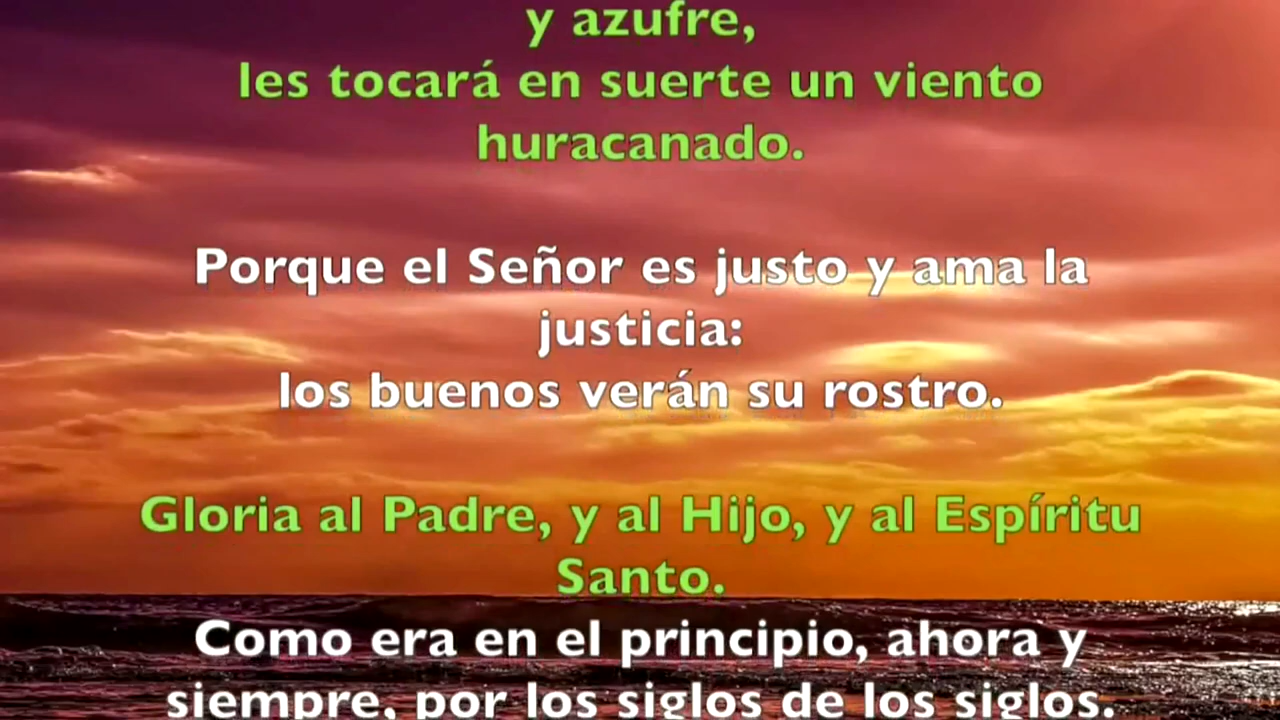 y azufre,
les tocará en suerte un viento
huracanado.
Porque el Señor es justo y ama la
justicia:
los buenos verán su rostro.
Gloria al Padre, y al Hijo, y al Espíritu
Santo.
Como era en el principio, ahora y
siempre, por los siglos de los siglos.